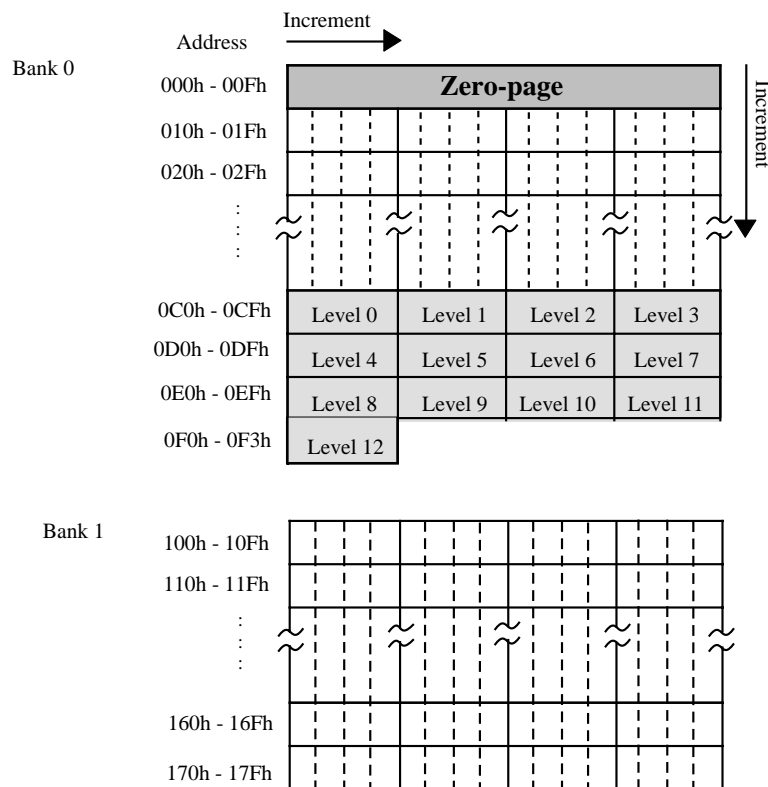 Increment
Address
Bank 0
000h - 00Fh Zero-page
Increment
010h - 01Fh
020h - 02Fh
0C0h - 0CFh Level 0 Level 1 Level 2 Level 3
0D0h - 0DFh Level 4 Level 5 Level 6 Level 7
0E0h - 0EFh Level 8 Level 9 Level 10 Level 11
0F0h - 0F3h Level 12
Bank 1
100h - 10Fh
110h - 11Fh
160h - 16Fh
170h - 17Fh